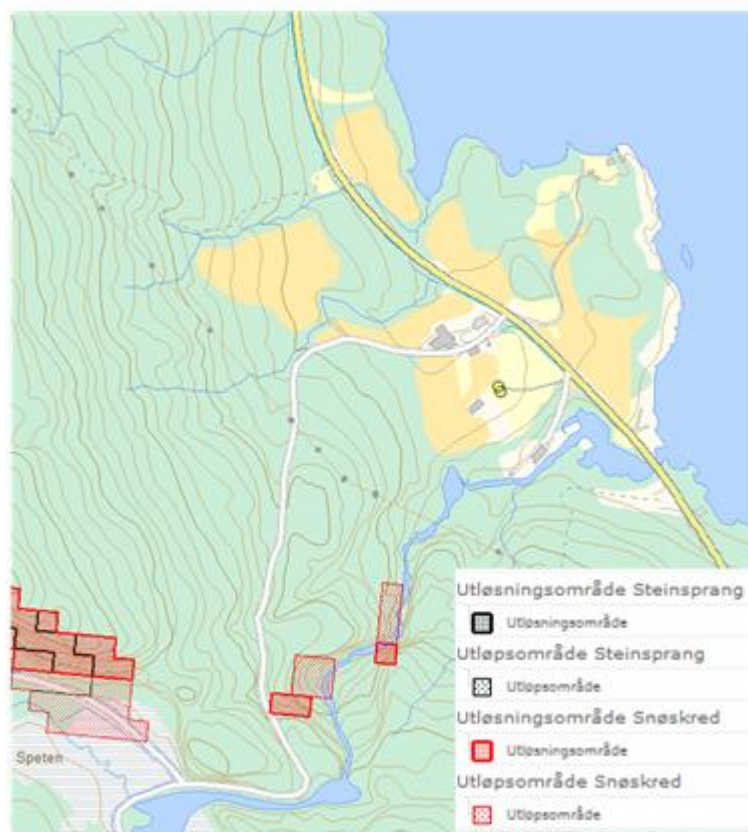 Utløsningsområde Steinsprang
Utløsningsområde
Utløpsområde Steinsprang
Utløpsområde
Utløsningsområde Snøskred
Utløsningsområde
Utløpsområde Snøskred
Utløpsområde
Speten
S